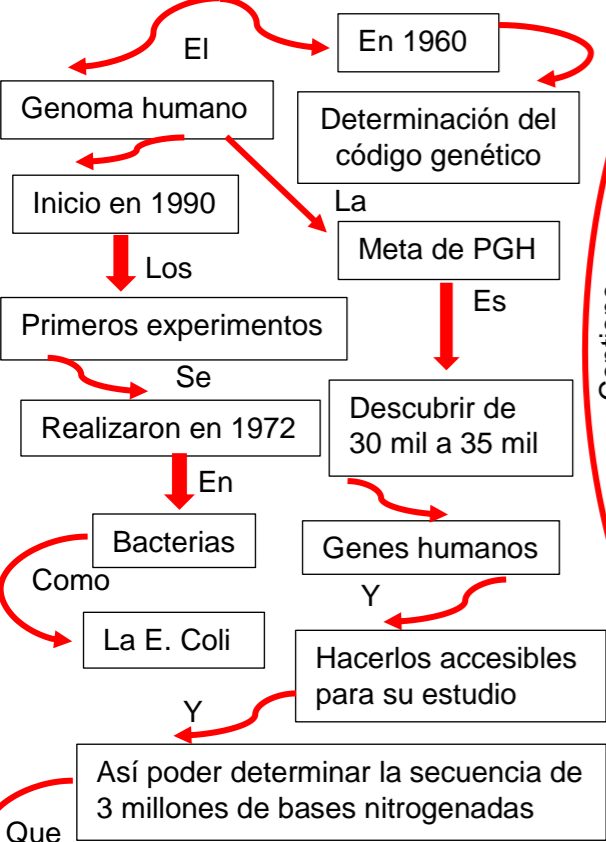 El
En 1960
Genoma humano
Determinación del
código genético
Inicio en 1990
La
Meta de PGH
Los
Es
Primeros experimentos
Se
Realizaron en 1972
Descubrir de
30 mil a 35 mil
En
Bacterias
Genes humanos
Como
Y
La E. Coli
Hacerlos accesibles
para su estudio
Y
Así poder determinar la secuencia de
3 millones de bases nitrogenadas
Que